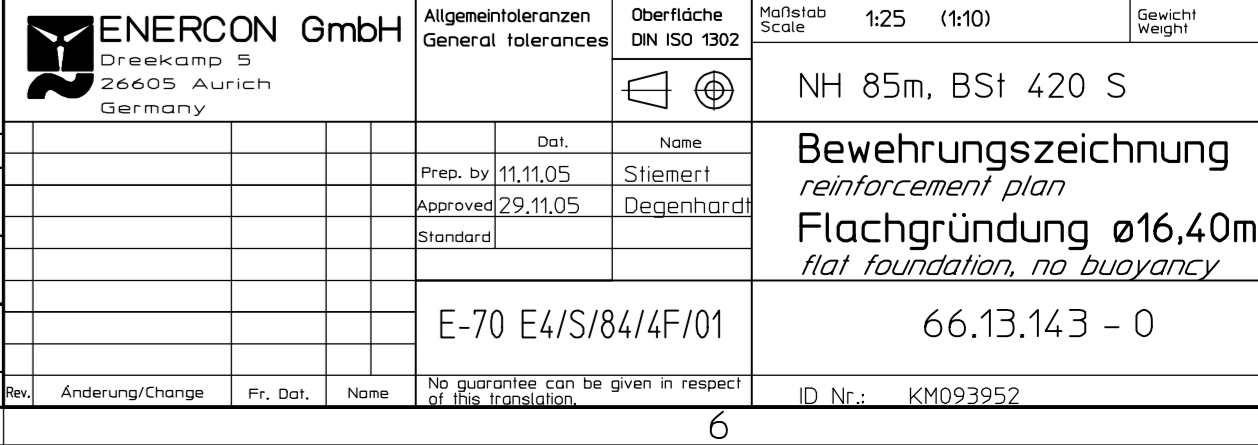 ENERCON GmbH
Dreekamp 5
26605 Aurich
Germany
Allgemeintoleranzen
General tolerances
Oberfläche
DIN ISO 1302
Maßstab
Scale
1:25 (1:10)
Gewicht
Weight
NH 85m, BSt 420 S
Dat. Name
Prep. by 11.11.05 Stiemert
Approved 29.11.05 Degenhardt
Standard
Bewehrungszeichnung
reinforcement plan
Flachgründung ø16,40m
flat foundation, no buoyancy
E-70 E4/S/84/4F/01
66.13.143 - 0
Rev. Änderung/Change Fr. Dat. Name
No guarantee can be given in respect
of this translation.
ID Nr.: KM093952
6